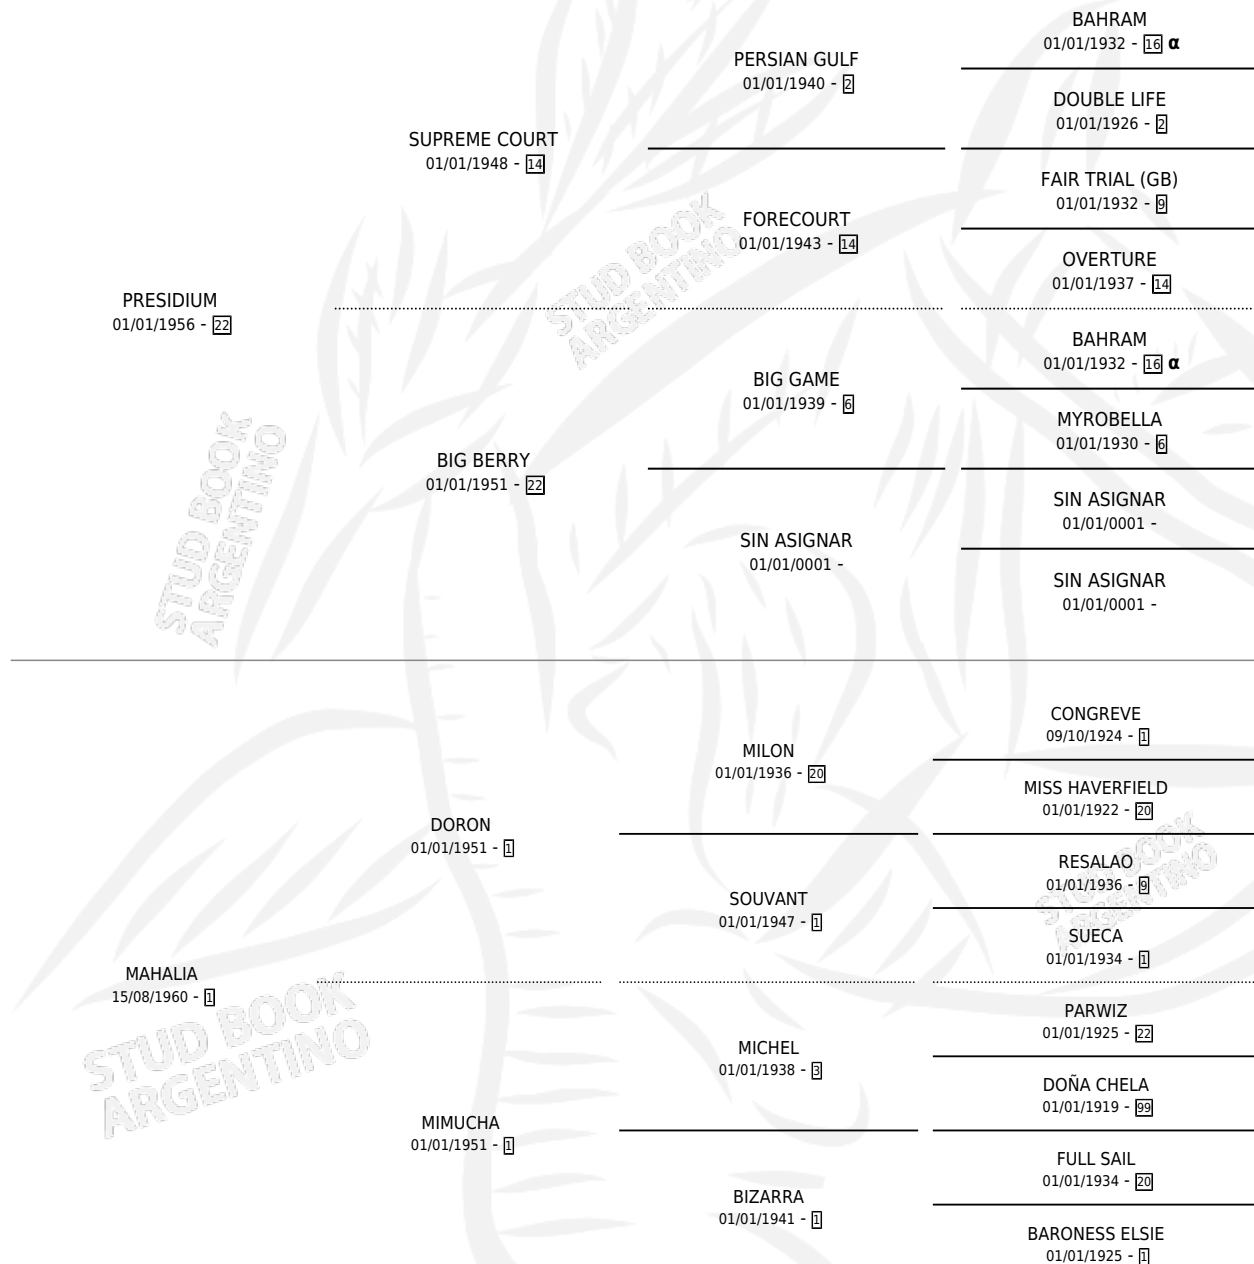 BAHRAM
01/01/1932 - 16 α
PERSIAN GULF
01/01/1940 - 2
DOUBLE LIFE
01/01/1926 - 2
SUPREME COURT
01/01/1948 - 14
FAIR TRIAL (GB)
01/01/1932 - 9
FORECOURT
01/01/1943 - 14
OVERTURE
01/01/1937 - 14
PRESIDIUM
01/01/1956 - 22
BAHRAM
01/01/1932 - 16 α
BIG GAME
01/01/1939 - 6
MYROBELLA
01/01/1930 - 6
BIG BERRY
01/01/1951 - 22
SIN ASIGNAR
01/01/0001 -
SIN ASIGNAR
01/01/0001 -
SIN ASIGNAR
01/01/0001 -
CONGREVE
09/10/1924 - 1
MILON
01/01/1936 - 20
MISS HAVERFIELD
01/01/1922 - 20
DORON
01/01/1951 - 1
RESALAO
01/01/1936 - 9
SOUVANT
01/01/1947 - 1
SUECA
01/01/1934 - 1
MAHALIA
15/08/1960 - 1
PARWIZ
01/01/1925 - 22
MICHEL
01/01/1938 - 3
DOÑA CHELA
01/01/1919 - 99
MIMUCHA
01/01/1951 - 1
FULL SAIL
01/01/1934 - 20
BIZARRA
01/01/1941 - 1
BARONESS ELSIE
01/01/1925 - 1
STUD BOOK
ARGENTINO
STUD BOOK
ARGENTINO
STUD BOOK
ARGENTINO
STUD BOOK
ARGENTINO